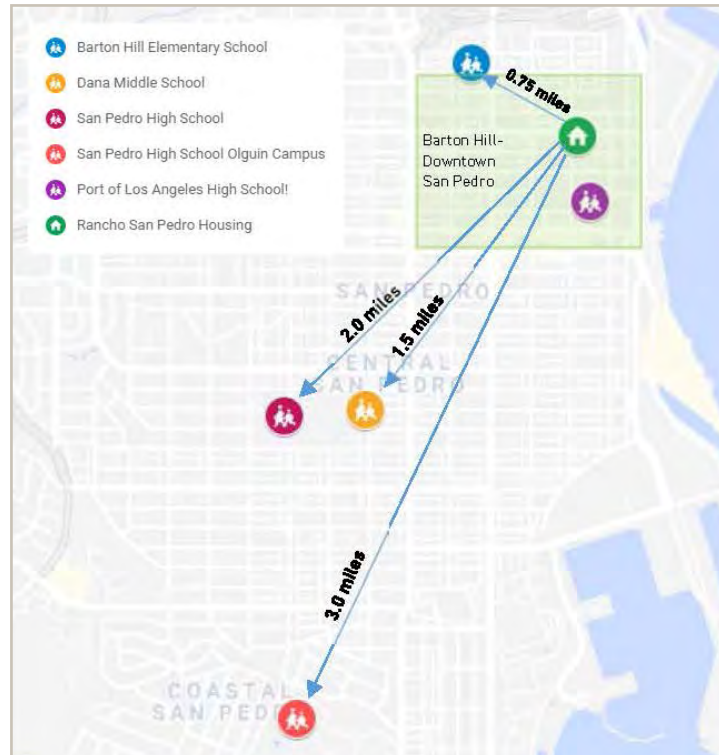 Barton Hill Elementary School
Dana Middle School
San Pedro High School
San Pedro High School Olguin Campus
Port of Los Angeles High School!
Rancho San Pedro Housing
0.75 miles
Barton Hill-
Downtown
San Pedro
SAN PEDRO
2.0 miles
1.5 miles
CENTRAL
SAN PEDRO
3.0 miles
COASTAL
SAN PEDRO